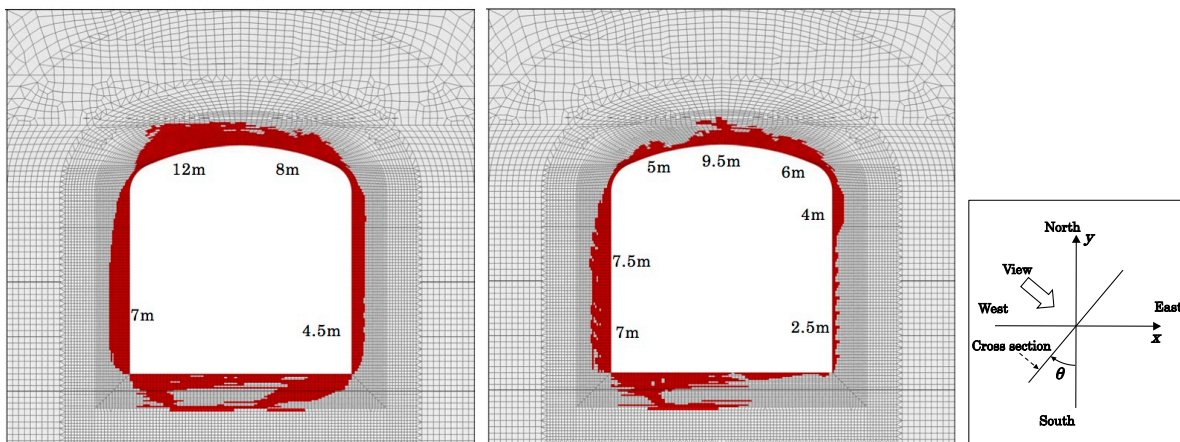 12m 8m
7m
4.5m
9.5m
5m
6m
4m
7.5m
7m
2.5m
North
y
View
West
East
x
Cross section
θ
South